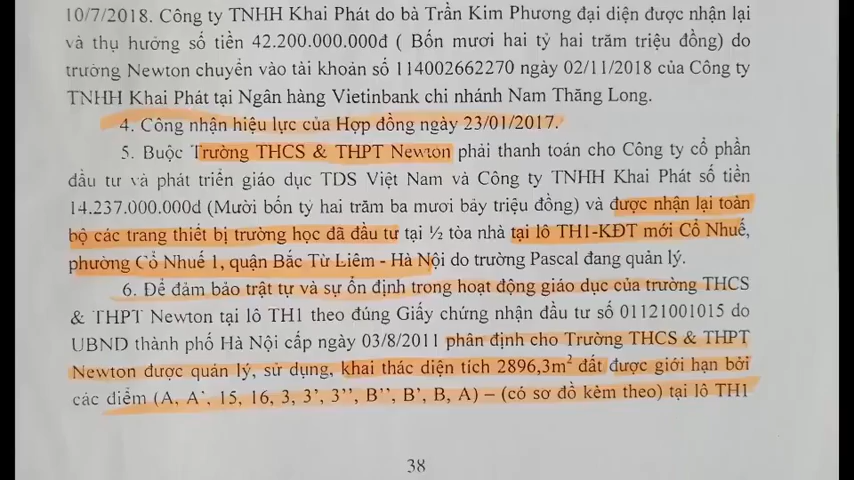 10/7/2018. Công ty TNHH Khai Phát do bà Trần Kim Phương đại diện được nhận lại
và thụ hưởng số tiền 42.200.000.000đ ( Bốn mươi hai tỷ hai trăm triệu đồng) do
trường Newton chuyển vào tài khoản số 114002662270 ngày 02/11/2018 của Công ty
TNHH Khai Phát tại Ngân hàng Vietinbank chi nhánh Nam Thăng Long.
4. Công nhận hiệu lực của Hợp đồng ngày 23/01/2017.
5. Buộc Trường THCS & THPT Newton phải thanh toán cho Công ty cổ phần
đầu tư và phát triển giáo dục TDS Việt Nam và Công ty TNHH Khai Phát số tiền
14.237.000.000đ (Mười bốn tỷ hai trăm ba mươi bảy triệu đồng) và được nhận lại toàn
bộ các trang thiết bị trường học đã đầu tư tại ½ tòa nhà tại lô TH1-KĐT mới Cổ Nhuế,
phường Cổ Nhuế 1, quận Bắc Từ Liêm - Hà Nội do trường Pascal đang quản lý.
6. Để đảm bảo trật tự và sự ổn định trong hoạt động giáo dục của trường THCS
& THPT Newton tại lô TH1 theo đúng Giấy chứng nhận đầu tư số 01121001015 do
UBND thành phố Hà Nội cấp ngày 03/8/2011 phân định cho Trường THCS & THPT
Newton được quản lý, sử dụng, khai thác diện tích 2896,3m² đất được giới hạn bởi
các điểm (A, A', 15, 16, 3, 3', 3'', B'', B', B, A) – (có sơ đồ kèm theo) tại lô TH1
38